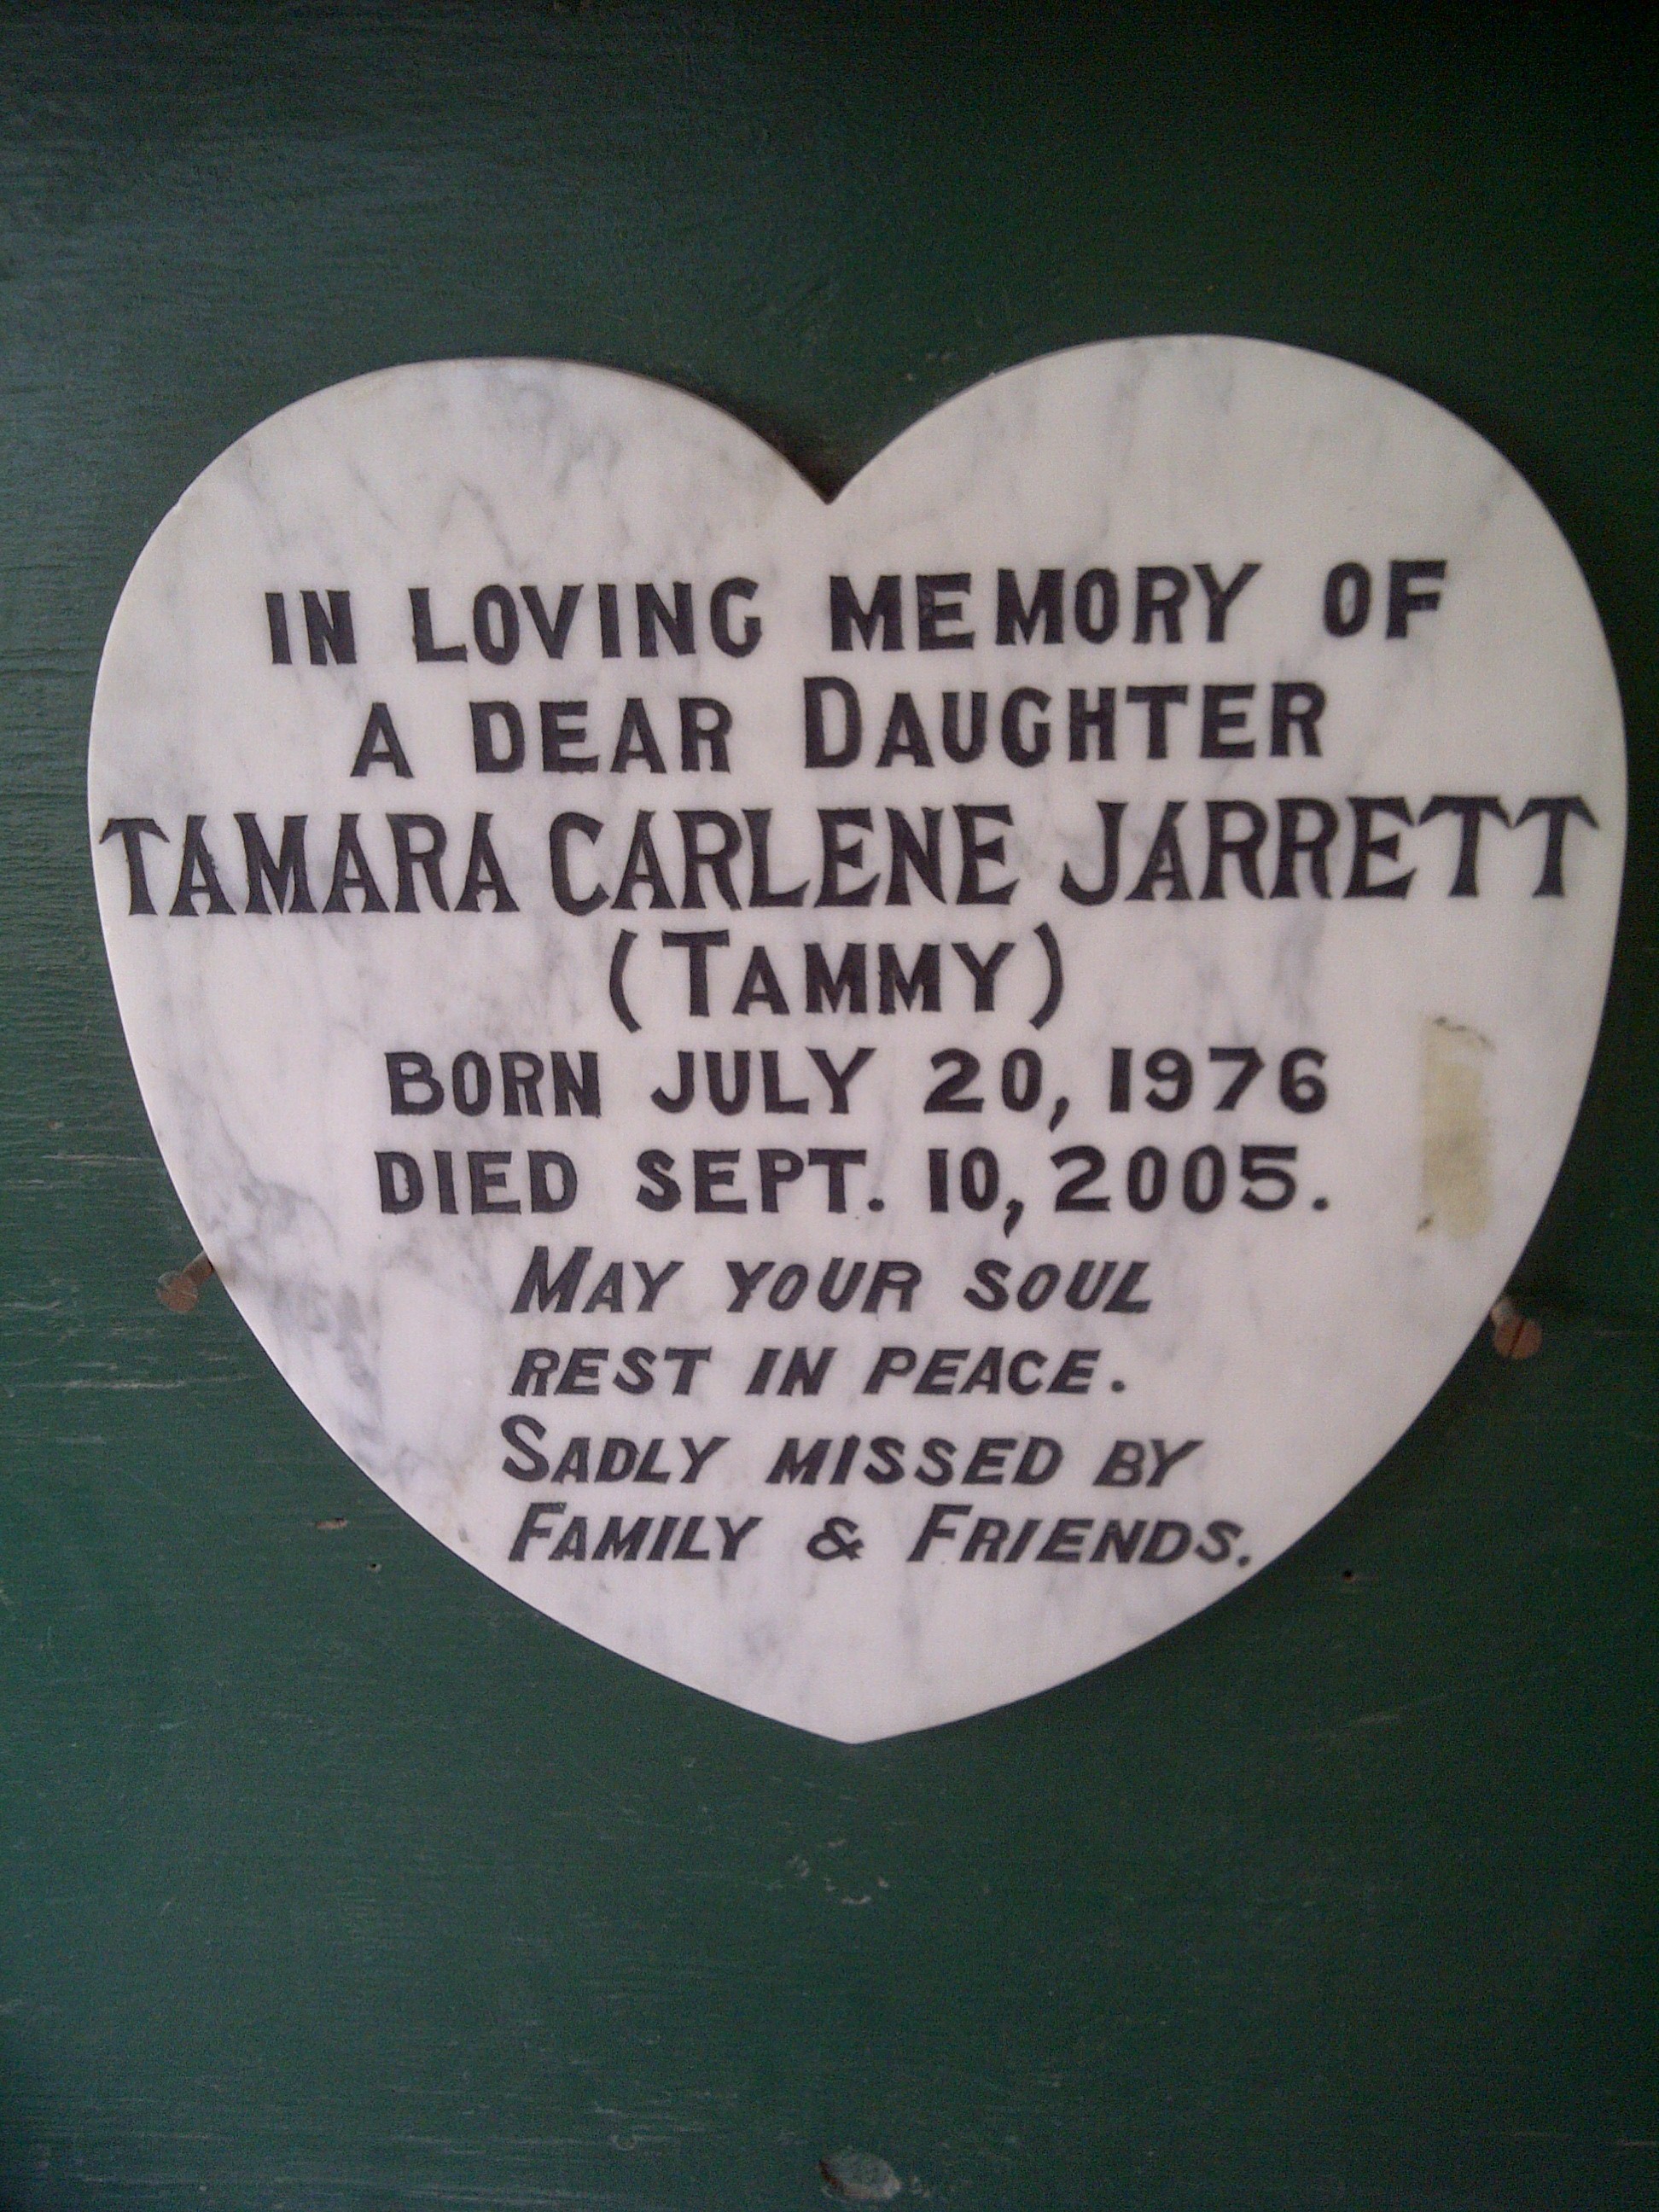 IN LOVING MEMORY OF
A DEAR DAUGHTER
TAMARA CARLENE JARRETT
(TAMMY)
BORN JULY 20, 1976
DIED SEPT. 10, 2005.
MAY YOUR SOUL
REST IN PEACE.
SADLY MISSED BY
FAMILY & FRIENDS.